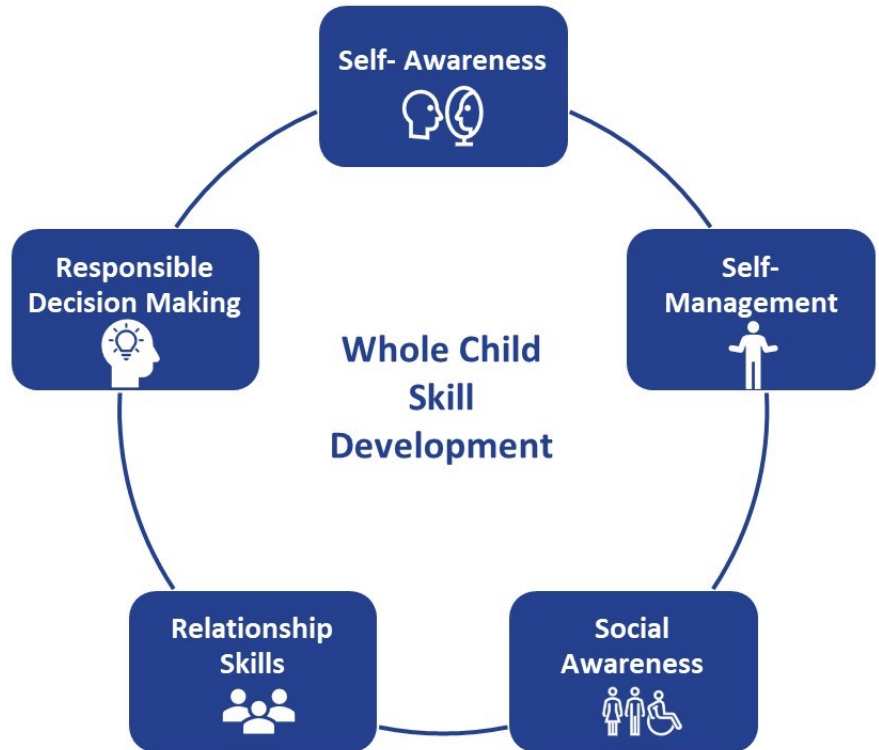 Self- Awareness
Self-
Management
Social
Awareness
Relationship
Skills
Responsible
Decision Making
Whole Child
Skill
Development